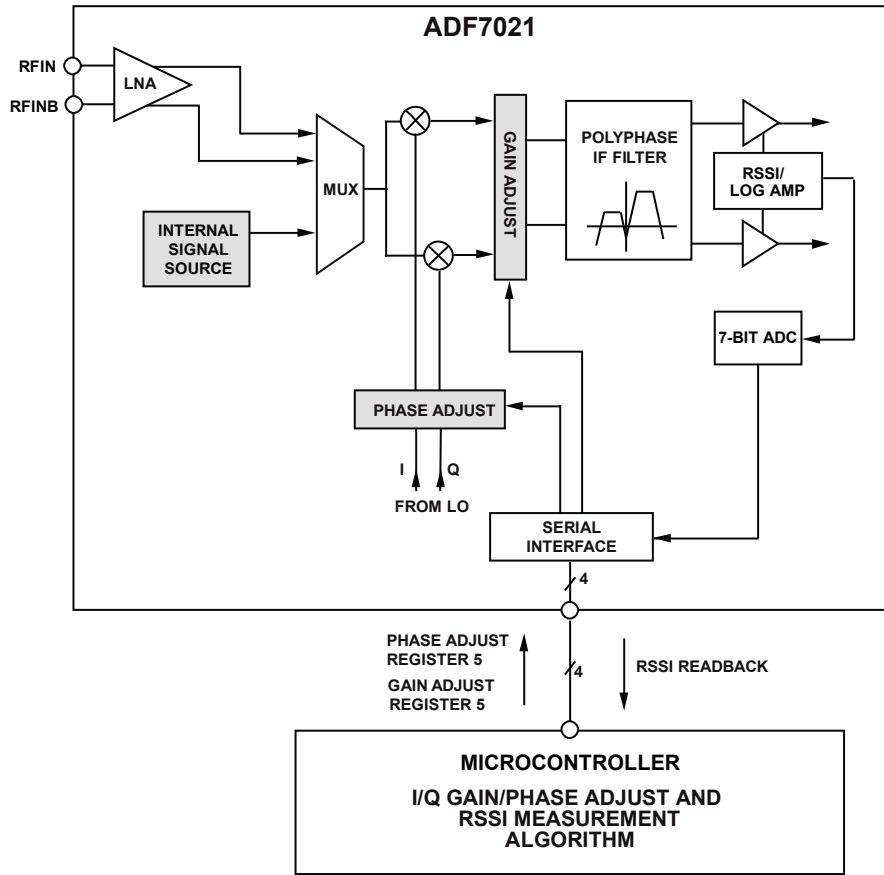 ADF7021
RFIN
RFINB
LNA
MUX
INTERNAL
SIGNAL
SOURCE
GAIN ADJUST
POLYPHASE
IF FILTER
RSSI/
LOG AMP
7-BIT ADC
PHASE ADJUST
I
Q
FROM LO
SERIAL
INTERFACE
4
PHASE ADJUST
REGISTER 5
GAIN ADJUST
REGISTER 5
4
RSSI READBACK
MICROCONTROLLER
I/Q GAIN/PHASE ADJUST AND
RSSI MEASUREMENT
ALGORITHM